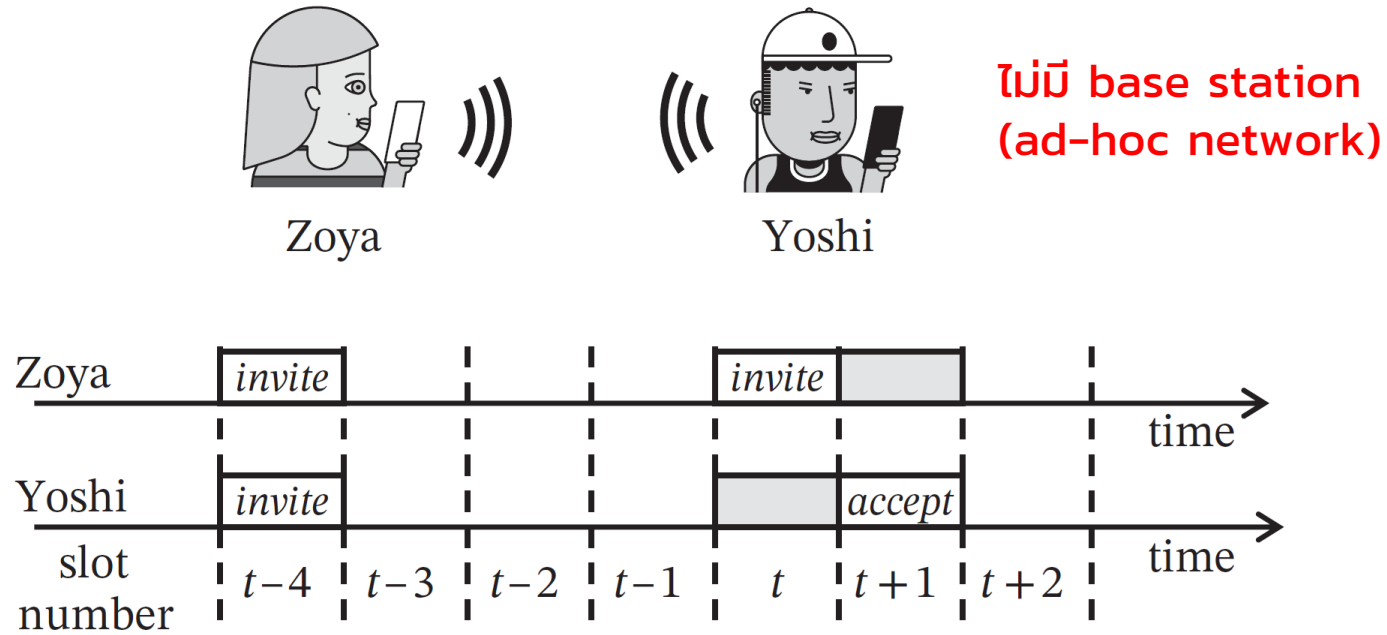 ไม่มี base station
(ad-hoc network)
Zoya
Yoshi
Zoya
invite
invite
time
Yoshi
invite
accept
time
slot
number
t–4
t–3
t–2
t–1
t
t+1
t+2